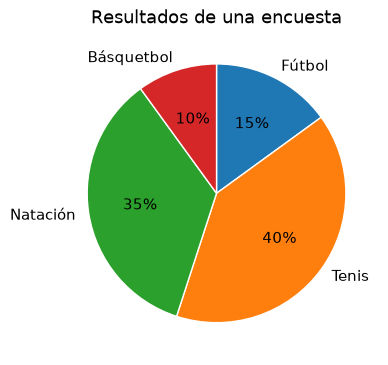 Resultados de una encuesta
Básquetbol
Fútbol
10%
15%
35%
Natación
40%
Tenis